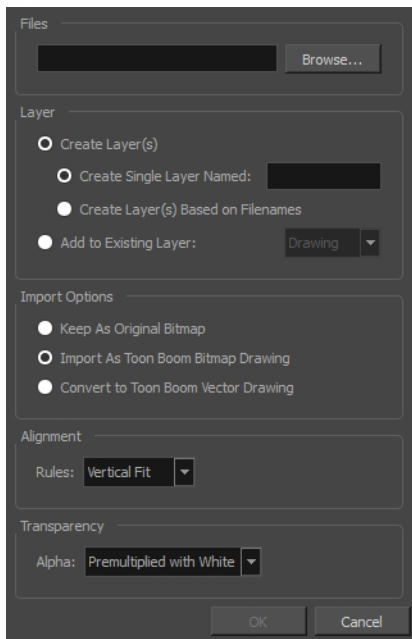 Files
Browse...
Layer
Create Layer(s)
Create Single Layer Named:
Create Layer(s) Based on Filenames
Add to Existing Layer: Drawing
Import Options
Keep As Original Bitmap
Import As Toon Boom Bitmap Drawing
Convert to Toon Boom Vector Drawing
Alignment
Rules: Vertical Fit
Transparency
Alpha: Premultiplied with White
OK Cancel